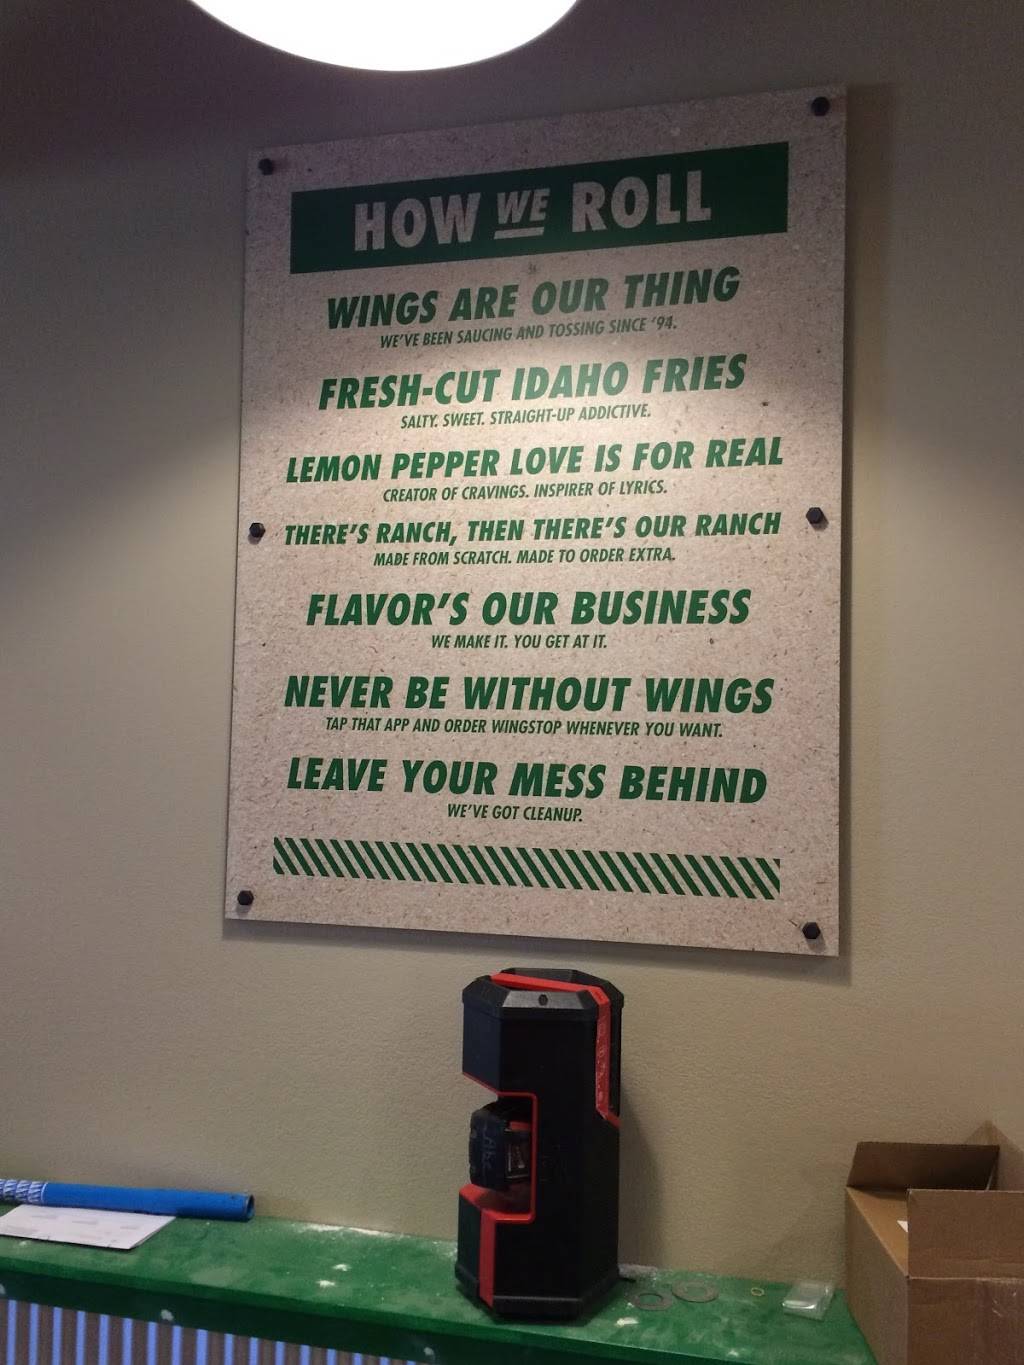 HOW WE ROLL
WINGS ARE OUR THING
WE'VE BEEN SAUCING AND TOSSING SINCE '94.
FRESH-CUT IDAHO FRIES
SALTY. SWEET. STRAIGHT-UP ADDICTIVE.
LEMON PEPPER LOVE IS FOR REAL
CREATOR OF CRAVINGS. INSPIRER OF LYRICS.
THERE'S RANCH, THEN THERE'S OUR RANCH
MADE FROM SCRATCH. MADE TO ORDER EXTRA.
FLAVOR'S OUR BUSINESS
WE MAKE IT. YOU GET AT IT.
NEVER BE WITHOUT WINGS
TAP THAT APP AND ORDER WINGSTOP WHENEVER YOU WANT.
LEAVE YOUR MESS BEHIND
WE'VE GOT CLEANUP.